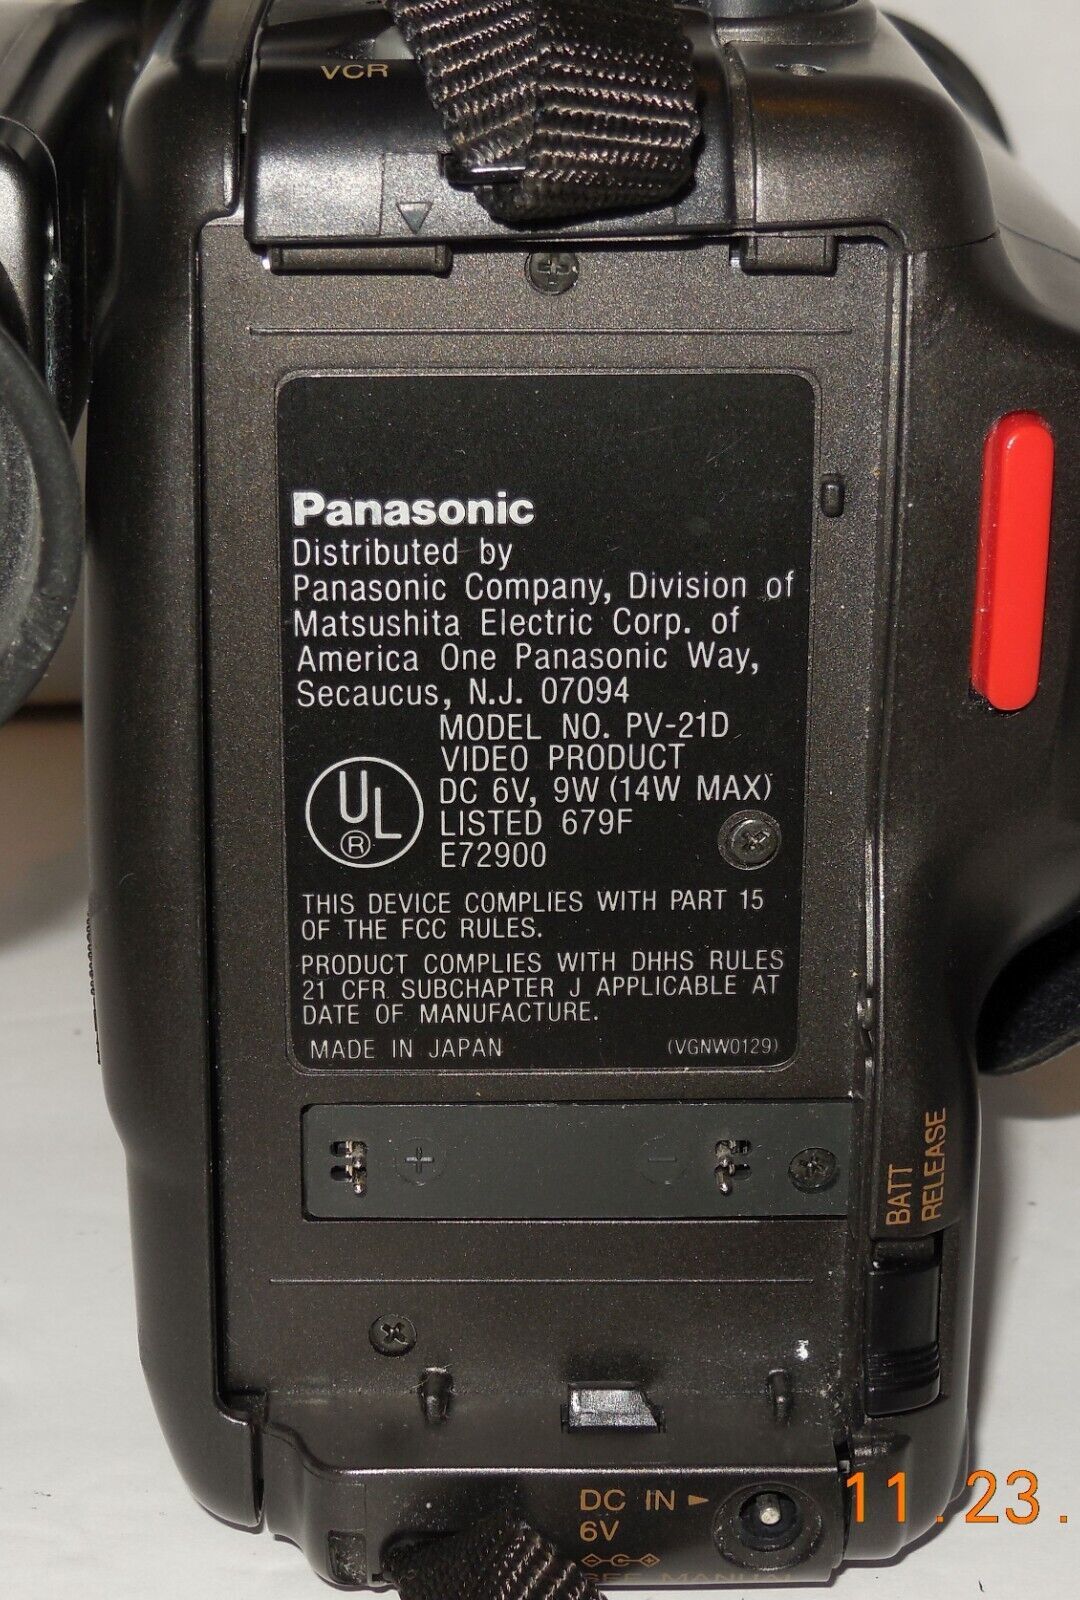 VCR
Panasonic
Distributed by
Panasonic Company, Division of
Matsushita Electric Corp. of
America One Panasonic Way,
Secaucus, N.J. 07094
MODEL NO. PV-21D
VIDEO PRODUCT
DC 6V, 9W (14W MAX)
LISTED 679F
E72900
UL
®
THIS DEVICE COMPLIES WITH PART 15
OF THE FCC RULES.
PRODUCT COMPLIES WITH DHHS RULES
21 CFR SUBCHAPTER J APPLICABLE AT
DATE OF MANUFACTURE.
MADE IN JAPAN (VGNW0129)
+ −
BATT
RELEASE
DC IN ►
6V
SEE MANUAL
11.23.